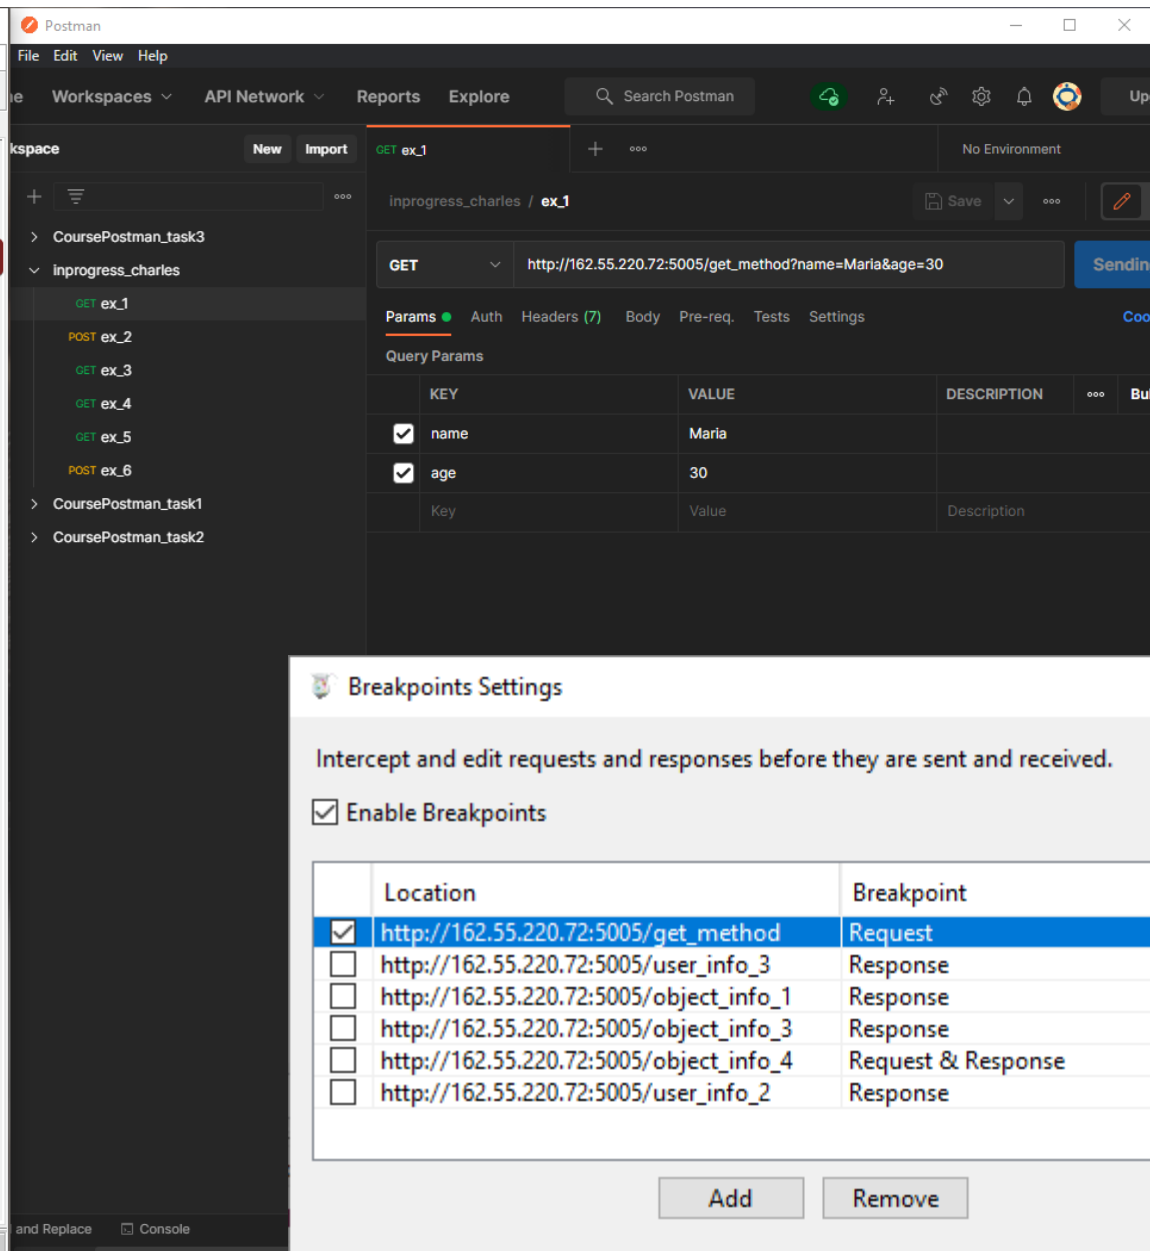 Postman
File Edit View Help
Workspaces API Network Reports Explore Search Postman
New Import GET ex_1 No Environment
inprogress_charles / ex_1 Save
CoursePostman_task3
inprogress_charles
GET ex_1
POST ex_2
GET ex_3
GET ex_4
GET ex_5
POST ex_6
CoursePostman_task1
CoursePostman_task2
GET http://162.55.220.72:5005/get_method?name=Maria&age=30 Sendin
Params Auth Headers (7) Body Pre-req. Tests Settings Coo
Query Params
KEY VALUE DESCRIPTION Bu
name Maria
age 30
Key Value Description
Breakpoints Settings
Intercept and edit requests and responses before they are sent and received.
Enable Breakpoints
Location Breakpoint
http://162.55.220.72:5005/get_method Request
http://162.55.220.72:5005/user_info_3 Response
http://162.55.220.72:5005/object_info_1 Response
http://162.55.220.72:5005/object_info_3 Response
http://162.55.220.72:5005/object_info_4 Request & Response
http://162.55.220.72:5005/user_info_2 Response
Add Remove
and Replace Console